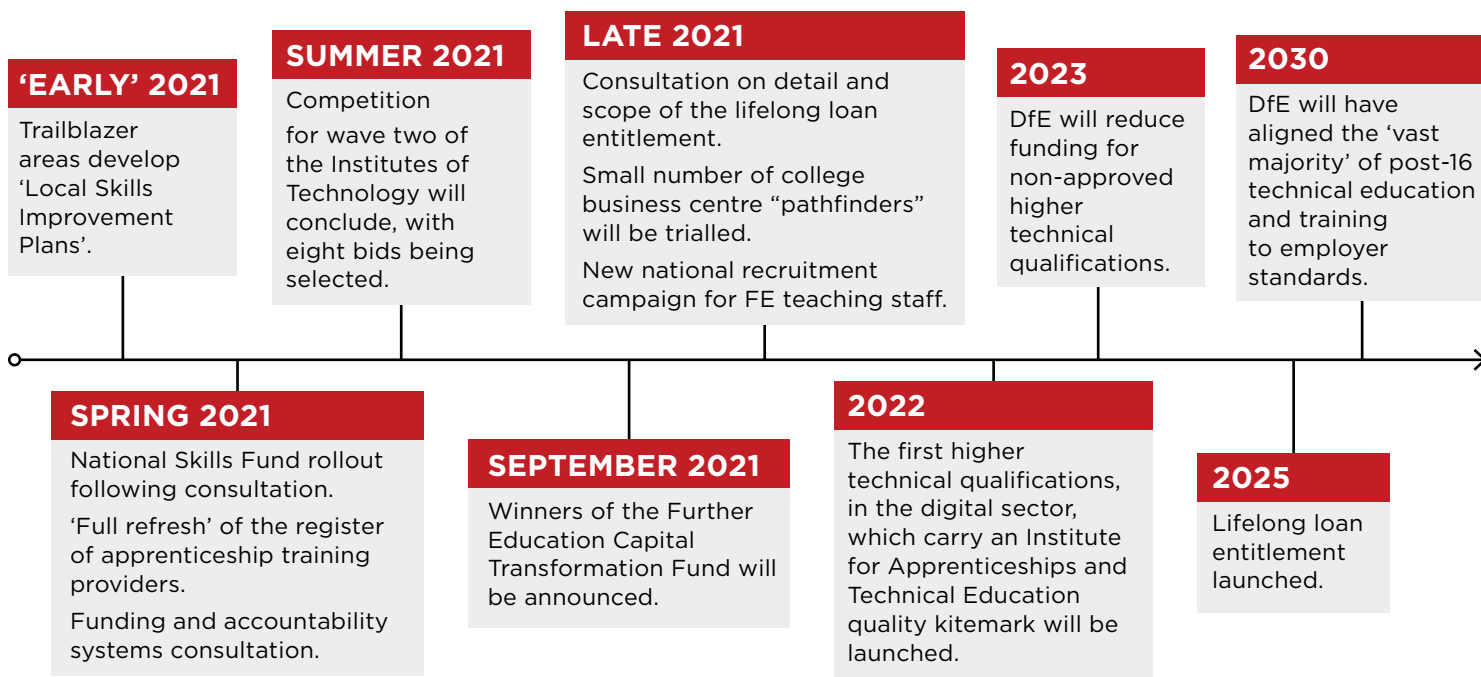 ‘EARLY’ 2021
Trailblazer
areas develop
‘Local Skills
Improvement
Plans’.
SPRING 2021
National Skills Fund rollout
following consultation.
‘Full refresh’ of the register
of apprenticeship training
providers.
Funding and accountability
systems consultation.
SUMMER 2021
Competition
for wave two of
the Institutes of
Technology will
conclude, with
eight bids being
selected.
SEPTEMBER 2021
Winners of the Further
Education Capital
Transformation Fund will
be announced.
LATE 2021
Consultation on detail and
scope of the lifelong loan
entitlement.
Small number of college
business centre “pathfinders”
will be trialled.
New national recruitment
campaign for FE teaching staff.
2022
The first higher
technical qualifications,
in the digital sector,
which carry an Institute
for Apprenticeships and
Technical Education
quality kitemark will be
launched.
2023
DfE will reduce
funding for
non-approved
higher
technical
qualifications.
2025
Lifelong loan
entitlement
launched.
2030
DfE will have
aligned the ‘vast
majority’ of post-16
technical education
and training
to employer
standards.